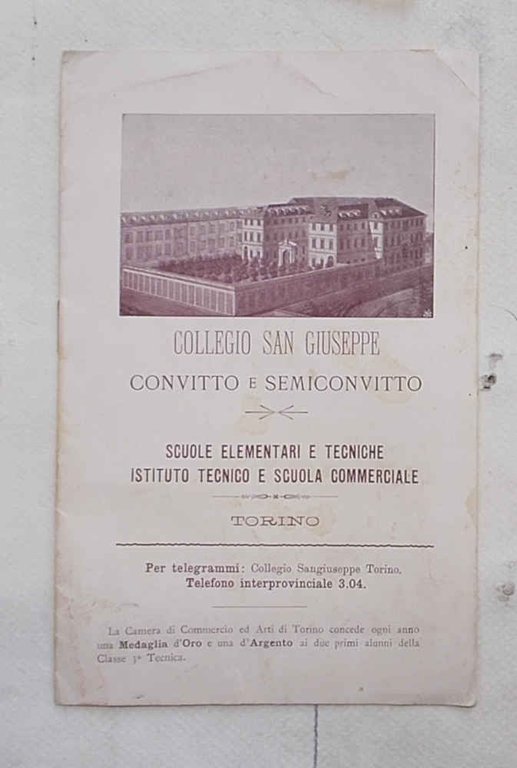 COLLEGIO SAN GIUSEPPE
CONVITTO E SEMICONVITTO
SCUOLE ELEMENTARI E TECNICHE
ISTITUTO TECNICO E SCUOLA COMMERCIALE
TORINO
Per telegrammi: Collegio Sangiuseppe Torino.
Telefono interprovinciale 3.04.
La Camera di Commercio ed Arti di Torino concede ogni anno
una Medaglia d'Oro e una d'Argento ai due primi alunni della
Classe 3ª Tecnica.